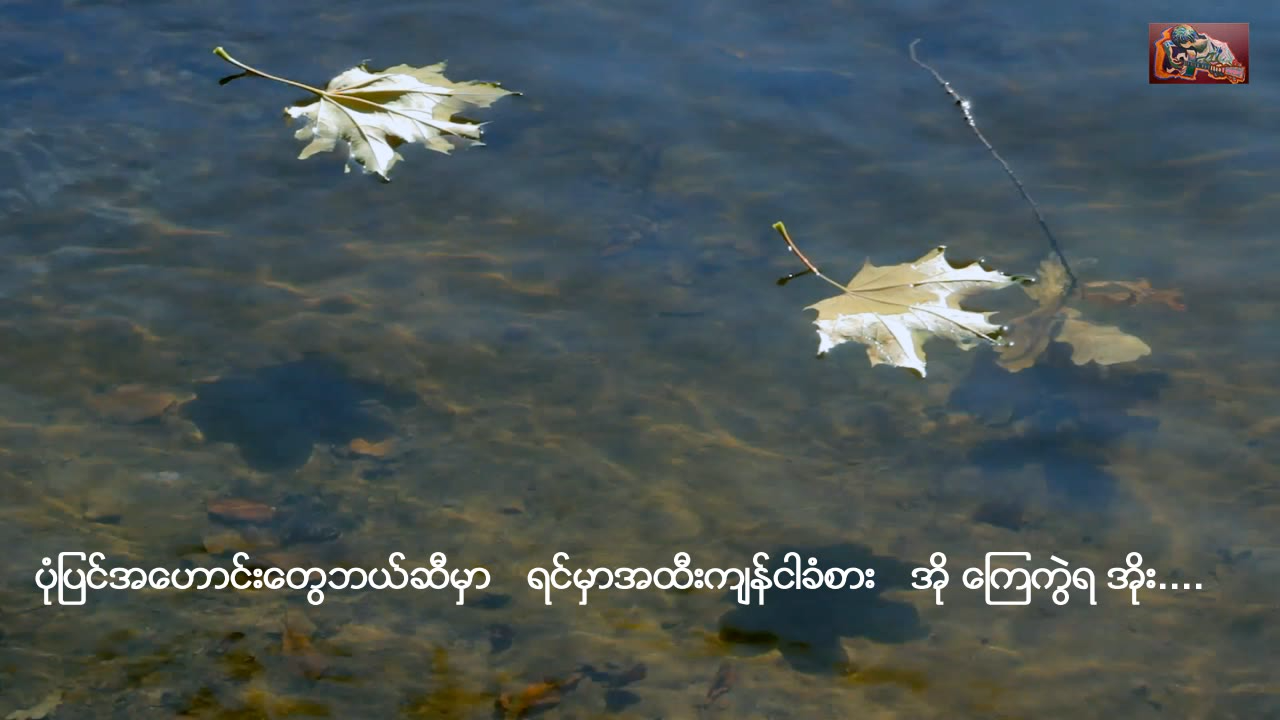 ပုံပြင်အဟောင်းတွေဘယ်ဆီမှာ ရင်မှာအထီးကျန်ငါခံစား အို ကြေကွဲရ အိုး....